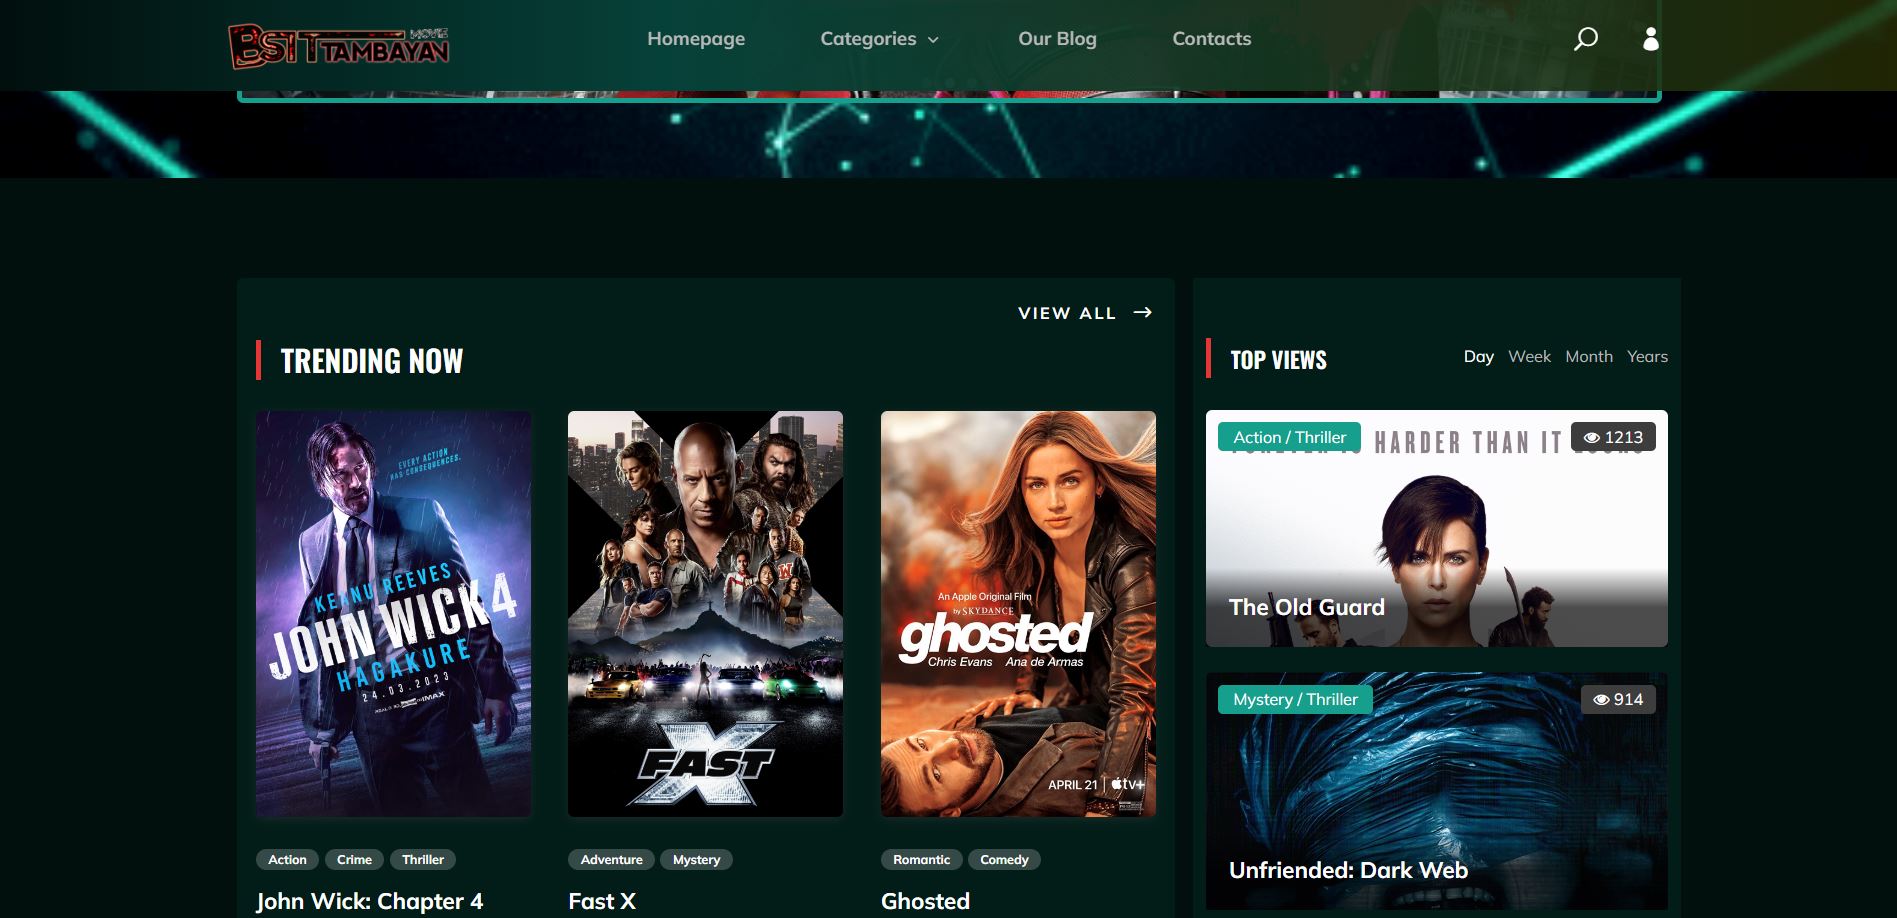 BSIT TAMBAYAN MOVIE
Homepage
Categories
Our Blog
Contacts
VIEW ALL →
TRENDING NOW
TOP VIEWS
Day Week Month Years
EVERY ACTION
HAS CONSEQUENCES.
KEANU REEVES
JOHN WICK 4
HAGAKURE
24.03.2023
IMAX
W
X
FAST
An Apple Original Film
by SKYDANCE
ghosted
Chris Evans Ana de Armas
APRIL 21 | tv+
Action Crime Thriller
John Wick: Chapter 4
Adventure Mystery
Fast X
Romantic Comedy
Ghosted
Action / Thriller
1213
HARDER THAN IT
The Old Guard
Mystery / Thriller
914
Unfriended: Dark Web